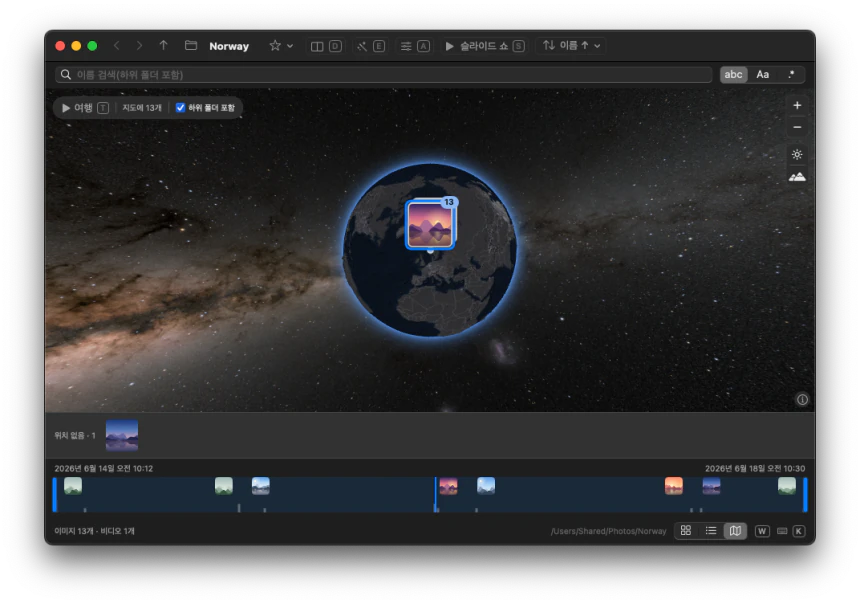 Norway
D
E
A
슬라이드 쇼 S
이름
이름 검색(하위 폴더 포함)
abc
Aa
.*
여행 T
지도에 13개
하위 폴더 포함
13
위치 없음 · 1
2026년 6월 14일 오전 10:12
2026년 6월 18일 오전 10:30
이미지 13개 · 비디오 1개
/Users/Shared/Photos/Norway
W
K